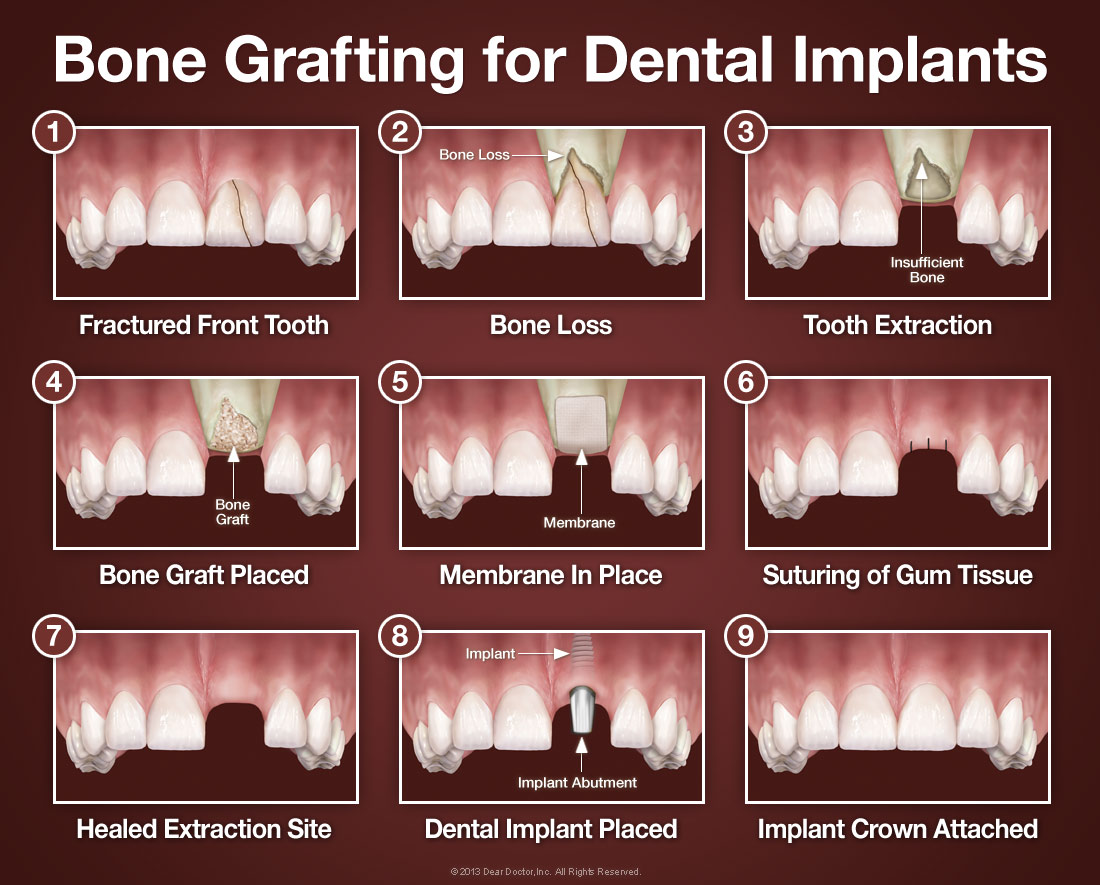 Bone Grafting for Dental Implants
1
Fractured Front Tooth
2
Bone Loss
Bone Loss
3
Insufficient
Bone
Tooth Extraction
4
Bone
Graft
Bone Graft Placed
5
Membrane
Membrane In Place
6
Suturing of Gum Tissue
7
Healed Extraction Site
8
Implant
Implant Abutment
Dental Implant Placed
9
Implant Crown Attached
© 2013 Dear Doctor, Inc. All Rights Reserved.